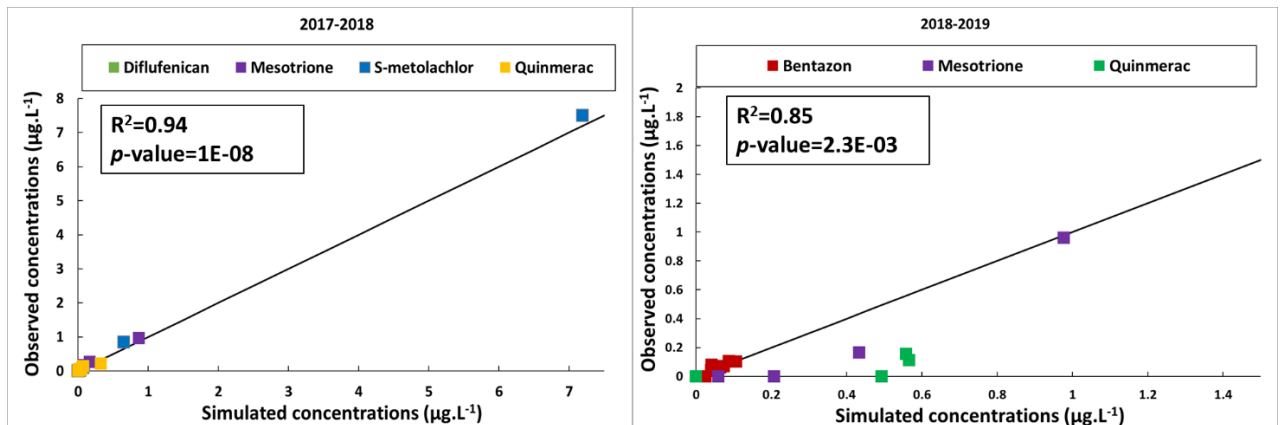 2017-2018
Diflufenican Mesotrione S-metolachlor Quinmerac
R²=0.94
p-value=1E-08
Observed concentrations (µg.L⁻¹)
8
7
6
5
4
3
2
1
0
0 1 2 3 4 5 6 7
Simulated concentrations (µg.L⁻¹)
2018-2019
Bentazon Mesotrione Quinmerac
R²=0.85
p-value=2.3E-03
Observed concentrations (µg.L⁻¹)
2
1.8
1.6
1.4
1.2
1
0.8
0.6
0.4
0.2
0
0 0.2 0.4 0.6 0.8 1 1.2 1.4
Simulated concentrations (µg.L⁻¹)